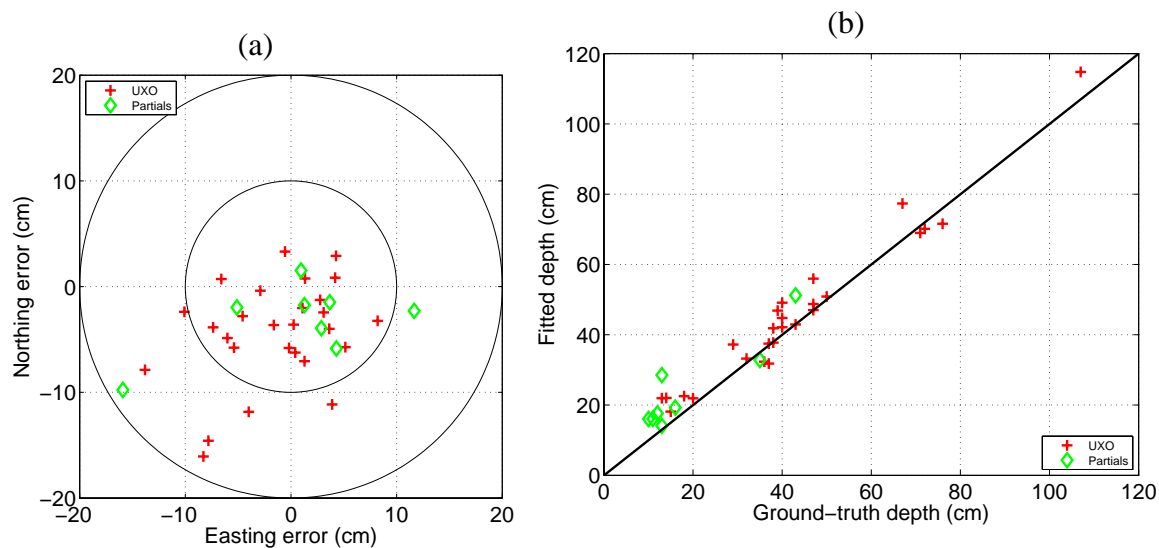 (a)
20
10
0
−10
−20
−20 −10 0 10 20
Northing error (cm)
Easting error (cm)
UXO
Partials
(b)
120
100
80
60
40
20
0
0 20 40 60 80 100 120
Fitted depth (cm)
Ground−truth depth (cm)
UXO
Partials